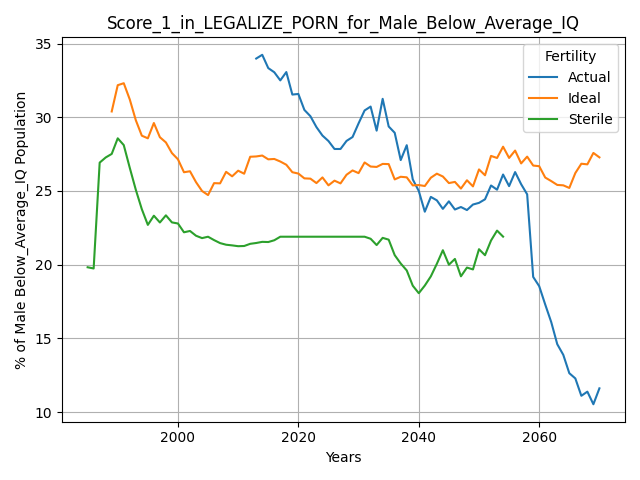 Score_1_in_LEGALIZE_PORN_for_Male_Below_Average_IQ
% of Male Below_Average_IQ Population
35
30
25
20
15
10
Fertility
Actual
Ideal
Sterile
2000
2020
2040
2060
Years